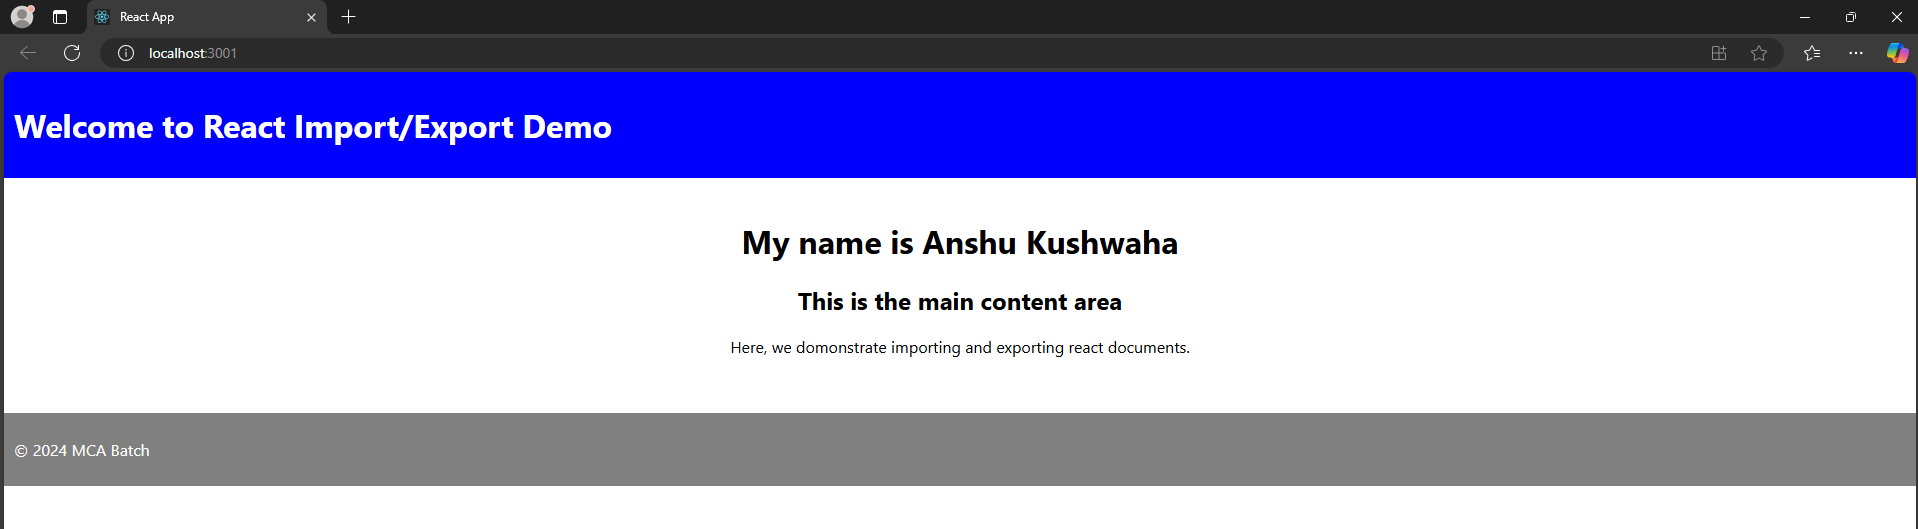 React App
localhost:3001
Welcome to React Import/Export Demo
My name is Anshu Kushwaha
This is the main content area
Here, we domonstrate importing and exporting react documents.
© 2024 MCA Batch